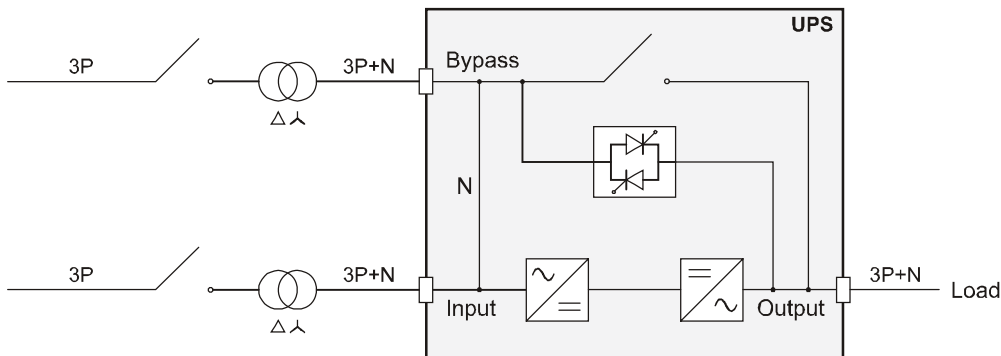 UPS
3P
3P+N
Bypass
N
3P
3P+N
Input
Output
3P+N
Load